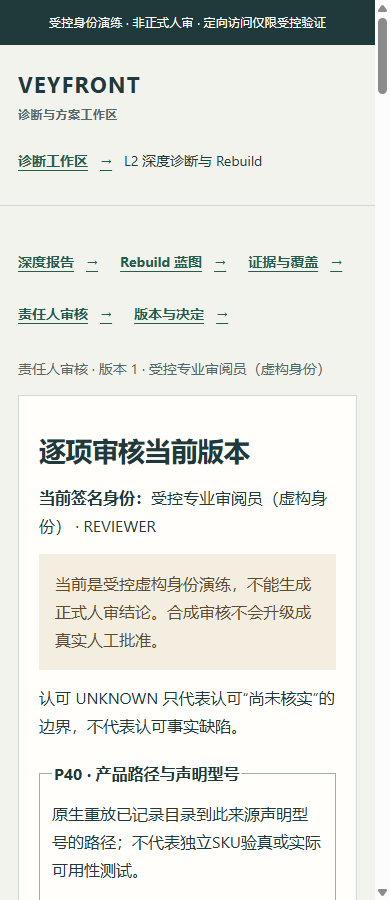 受控身份演练 · 非正式人审 · 定向访问仅限受控验证
VEYFRONT
诊断与方案工作区
诊断工作区 → L2 深度诊断与 Rebuild
深度报告 → Rebuild 蓝图 → 证据与覆盖 →
责任人审核 → 版本与决定 →
责任人审核 · 版本 1 · 受控专业审阅员（虚构身份）
逐项审核当前版本
当前签名身份：受控专业审阅员（虚构身
份） · REVIEWER
当前是受控虚构身份演练，不能生成
正式人审结论。合成审核不会升级成
真实人工批准。
认可 UNKNOWN 只代表认可“尚未核实”的
边界，不代表认可事实缺陷。
P40 · 产品路径与声明型号
原生重放已记录目录到此来源声明型
号的路径；不代表独立SKU验真或实际
可用性测试。